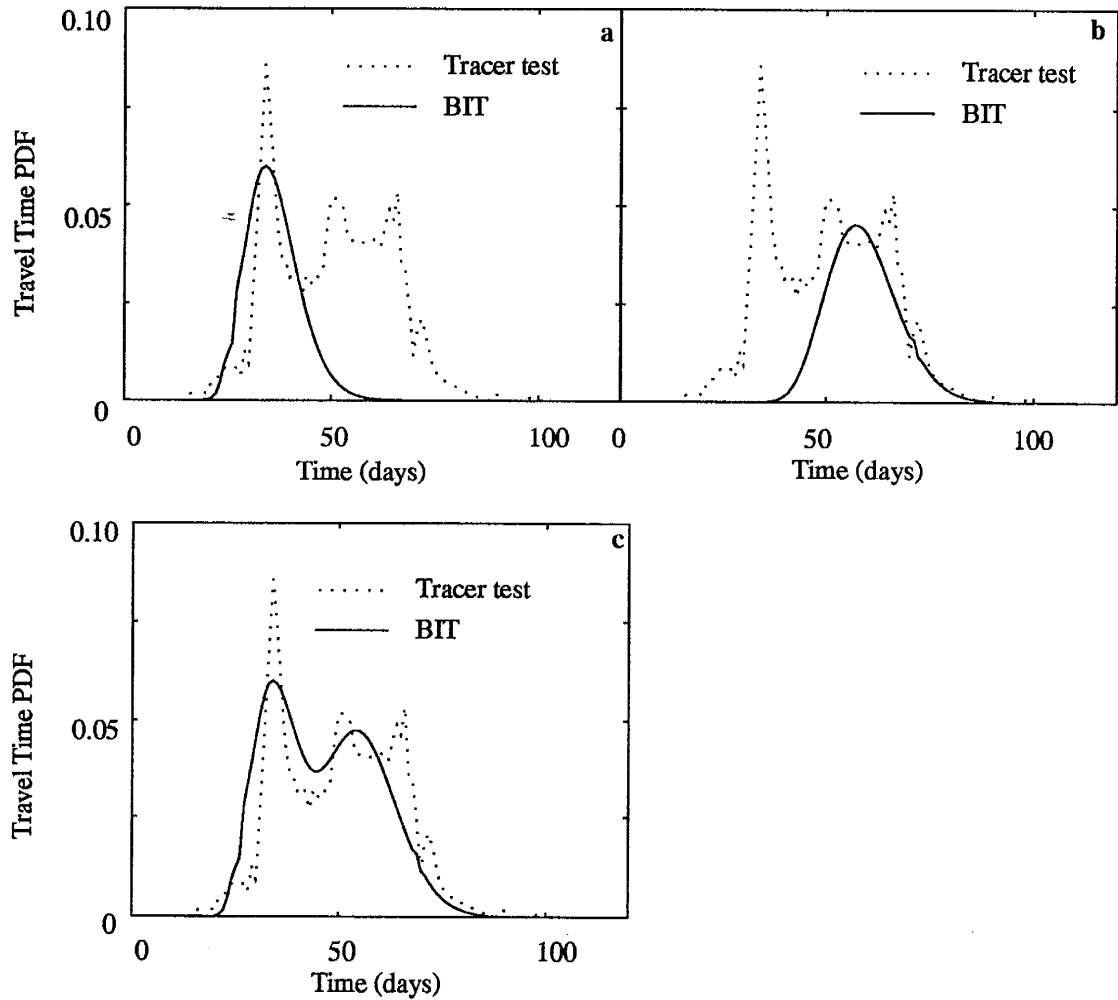 0.10
a
Tracer test
BIT
Travel Time PDF
0.05
0
0
50
100
Time (days)
b
Tracer test
BIT
0
50
100
Time (days)
0.10
c
Tracer test
BIT
Travel Time PDF
0.05
0
0
50
100
Time (days)